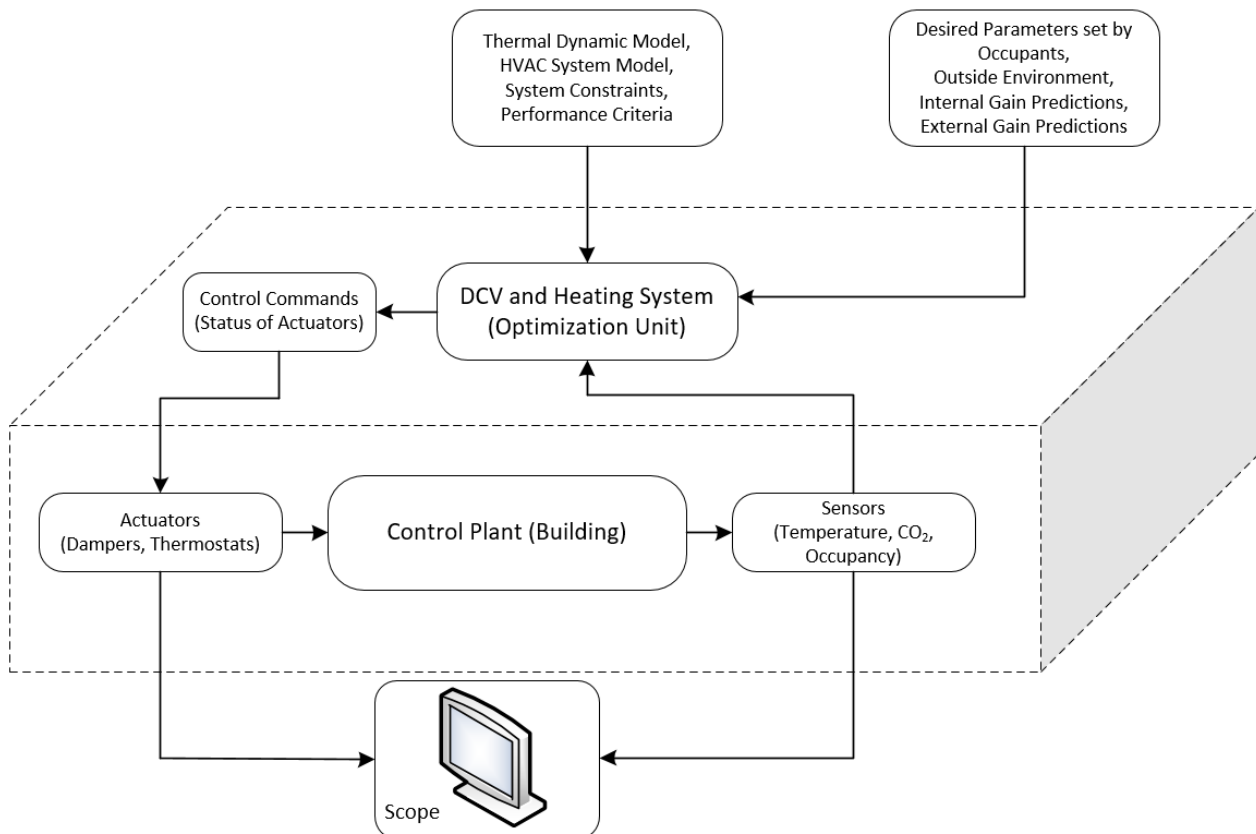 Thermal Dynamic Model,
HVAC System Model,
System Constraints,
Performance Criteria
Desired Parameters set by
Occupants,
Outside Environment,
Internal Gain Predictions,
External Gain Predictions
Control Commands
(Status of Actuators)
DCV and Heating System
(Optimization Unit)
Actuators
(Dampers, Thermostats)
Control Plant (Building)
Sensors
(Temperature, CO₂,
Occupancy)
Scope